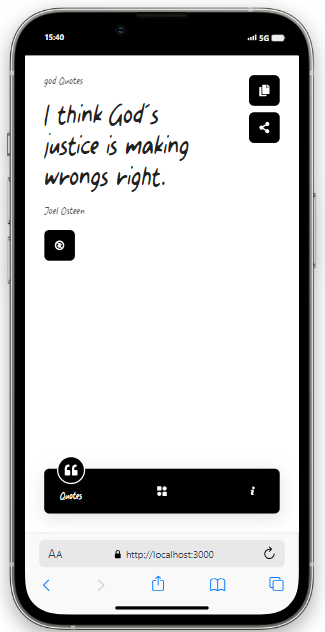 15:40
5G
god Quotes
I think God´s
justice is making
wrongs right.
Joel Osteen
Quotes
AA
http://localhost:3000